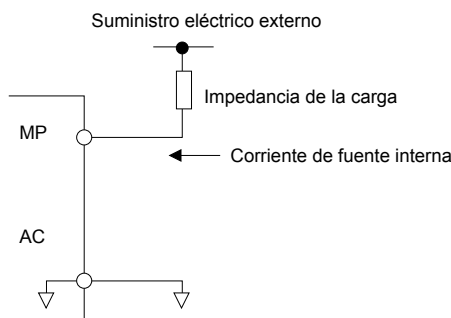 Suministro eléctrico externo
Impedancia de la carga
MP
Corriente de fuente interna
AC